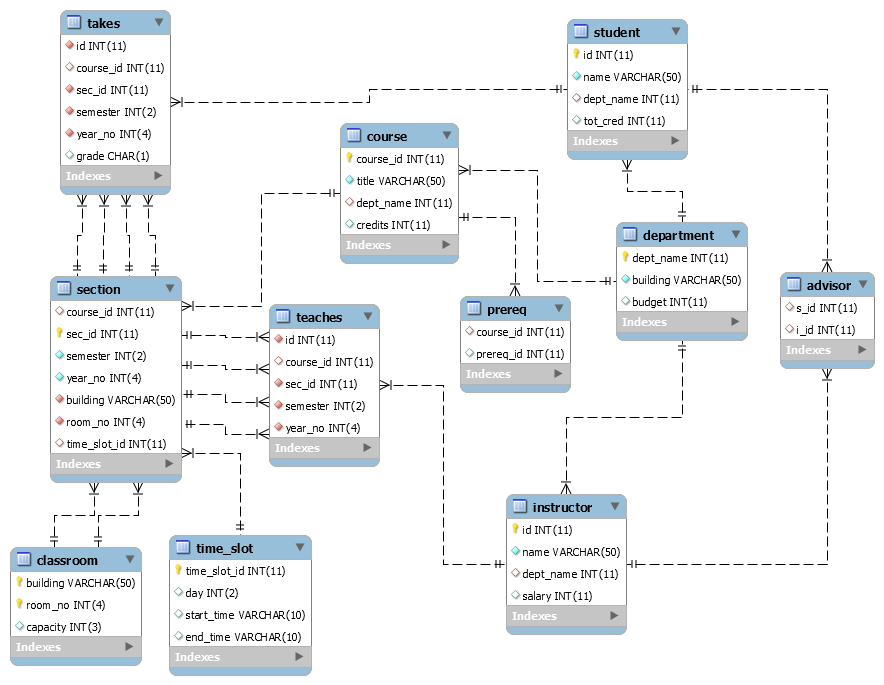 takes
id INT(11)
course_id INT(11)
sec_id INT(11)
semester INT(2)
year_no INT(4)
grade CHAR(1)
Indexes
student
id INT(11)
name VARCHAR(50)
dept_name INT(11)
tot_cred INT(11)
Indexes
course
course_id INT(11)
title VARCHAR(50)
dept_name INT(11)
credits INT(11)
Indexes
department
dept_name INT(11)
building VARCHAR(50)
budget INT(11)
Indexes
section
course_id INT(11)
sec_id INT(11)
semester INT(2)
year_no INT(4)
building VARCHAR(50)
room_no INT(4)
time_slot_id INT(11)
Indexes
teaches
id INT(11)
course_id INT(11)
sec_id INT(11)
semester INT(2)
year_no INT(4)
Indexes
prereq
course_id INT(11)
prereq_id INT(11)
Indexes
advisor
s_id INT(11)
i_id INT(11)
Indexes
classroom
building VARCHAR(50)
room_no INT(4)
capacity INT(3)
Indexes
time_slot
time_slot_id INT(11)
day INT(2)
start_time VARCHAR(10)
end_time VARCHAR(10)
Indexes
instructor
id INT(11)
name VARCHAR(50)
dept_name INT(11)
salary INT(11)
Indexes